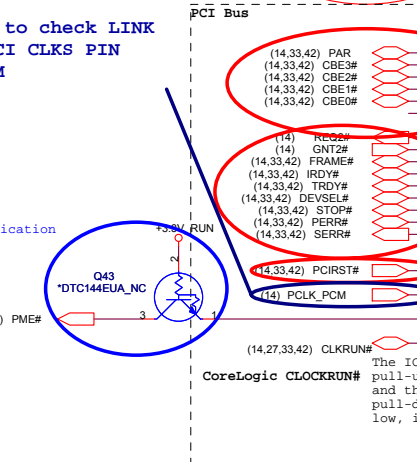 to check LINK
CI CLKS PIN
PCI Bus
(14,33,42) PAR
(14,33,42) CBE3#
(14,33,42) CBE2#
(14,33,42) CBE1#
(14,33,42) CBE0#
(14) REQ2#
(14) GNT2#
(14,33,42) FRAME#
(14,33,42) IRDY#
(14,33,42) TRDY#
(14,33,42) DEVSEL#
(14,33,42) STOP#
(14,33,42) PERR#
(14,33,42) SERR#
ication
RUN
Q43
*DTC144EUA_NC
2
3
1
) PME#
(14,33,42) PCIRST#
(14) PCLK_PCM
(14,27,33,42) CLKRUN#
CoreLogic CLOCKRUN#
The IC
pull-u
and th
pull-d
low, i